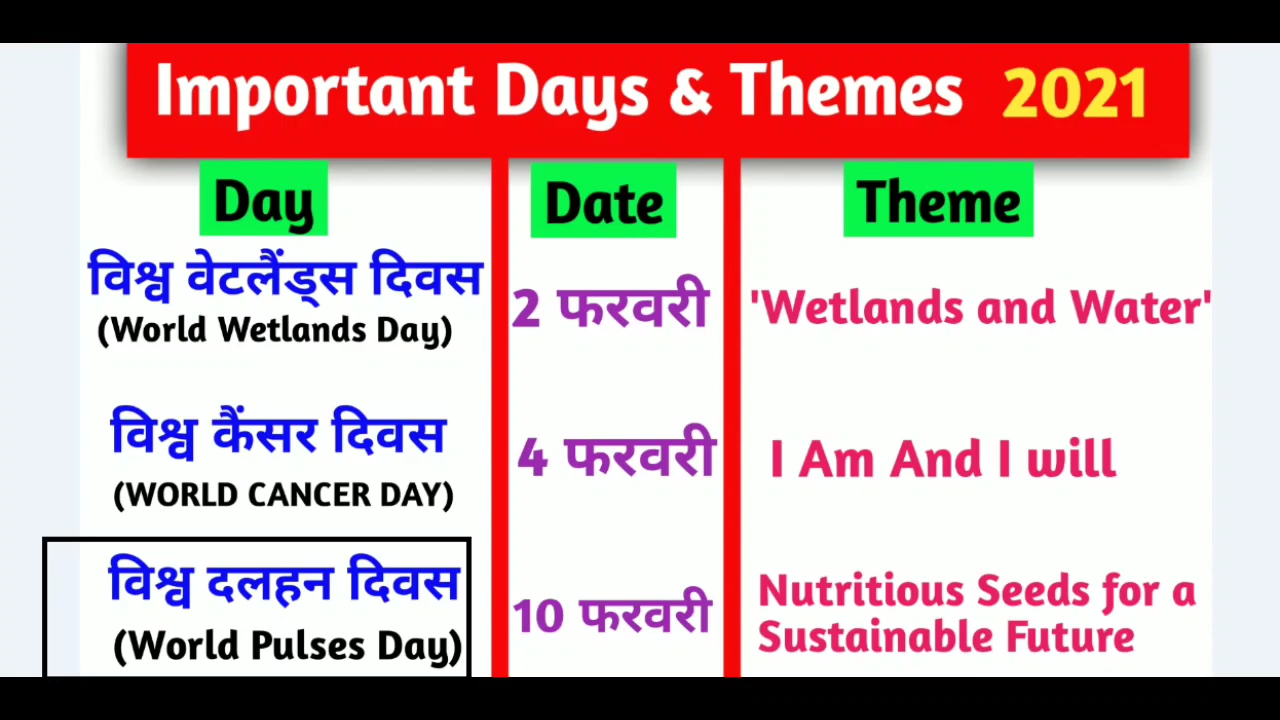 Important Days & Themes 2021
Day Date Theme
विश्व वेटलैंड्स दिवस
(World Wetlands Day)
2 फरवरी
'Wetlands and Water'
विश्व कैंसर दिवस
(WORLD CANCER DAY)
4 फरवरी
I Am And I will
विश्व दलहन दिवस
(World Pulses Day)
10 फरवरी
Nutritious Seeds for a
Sustainable Future